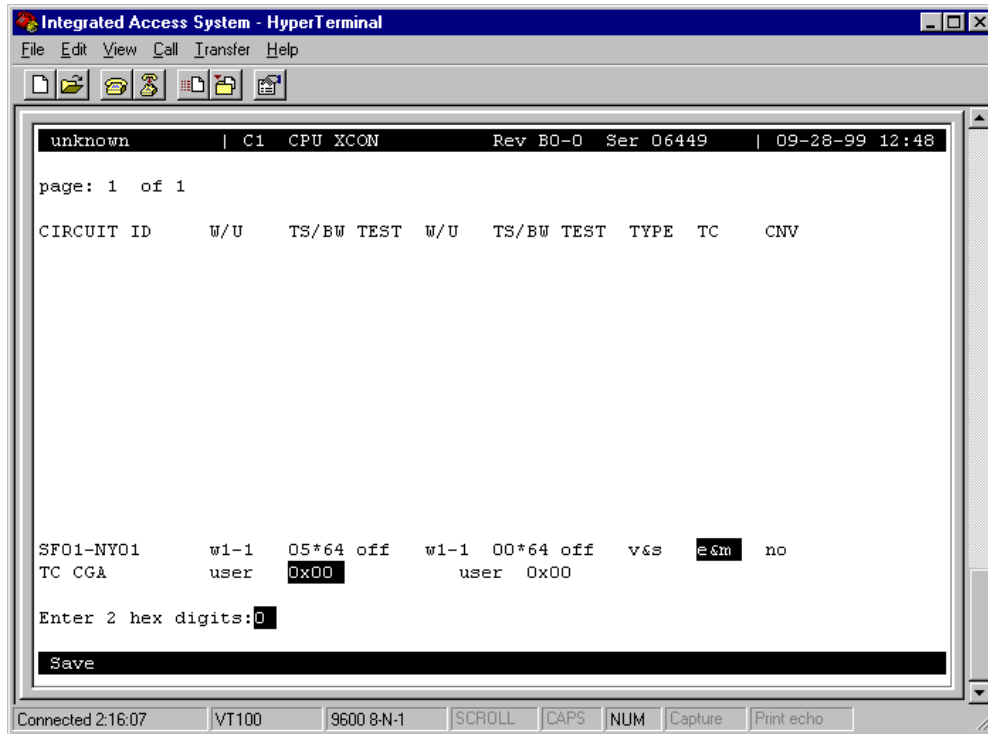 Integrated Access System - HyperTerminal
File Edit View Call Transfer Help
unknown | C1 CPU XCON Rev B0-0 Ser 06449 | 09-28-99 12:48
page: 1 of 1
CIRCUIT ID W/U TS/BW TEST W/U TS/BW TEST TYPE TC CNV
SF01-NY01 w1-1 05*64 off w1-1 00*64 off v&s e&m no
TC CGA user 0x00 user 0x00
Enter 2 hex digits:0
Save
Connected 2:16:07 VT100 9600 8-N-1 SCROLL CAPS NUM Capture Print echo